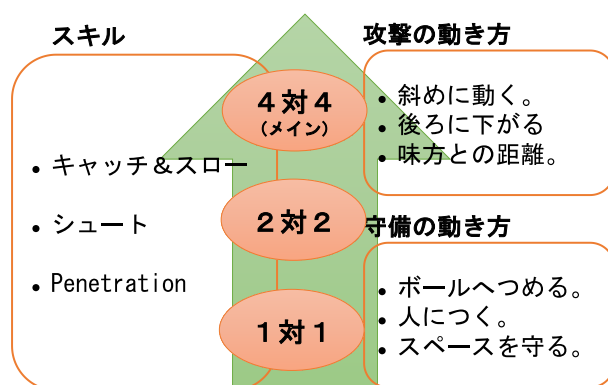 スキル
・キャッチ＆スロー
・シュート
・Penetration
４対４
（メイン）
２対２
１対１
攻撃の動き方
・斜めに動く。
・後ろに下がる
・味方との距離。
守備の動き方
・ボールへつめる。
・人につく。
・スペースを守る。